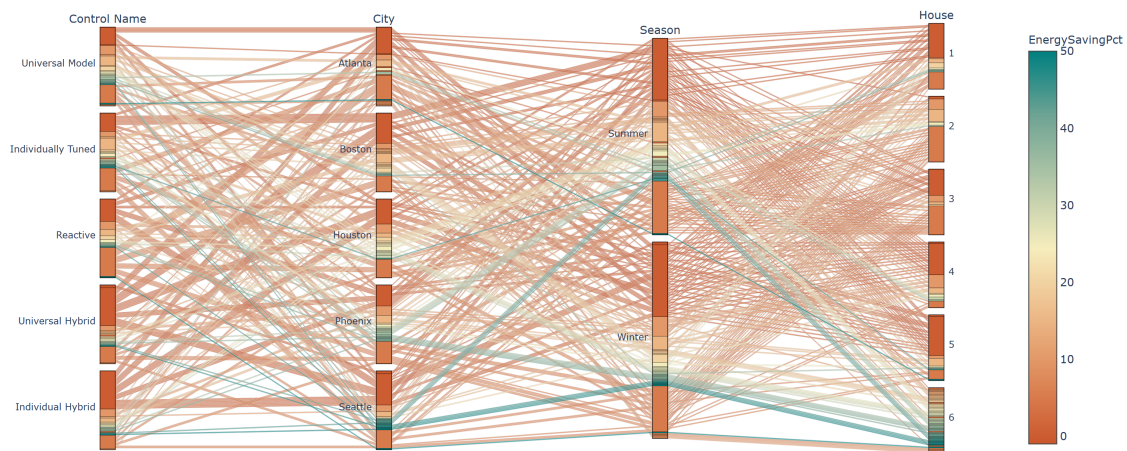 Control Name
City
Season
House
EnergySavingPct
Universal Model
Individually Tuned
Reactive
Universal Hybrid
Individual Hybrid
Atlanta
Boston
Houston
Phoenix
Seattle
Summer
Winter
1
2
3
4
5
6
50
40
30
20
10
0